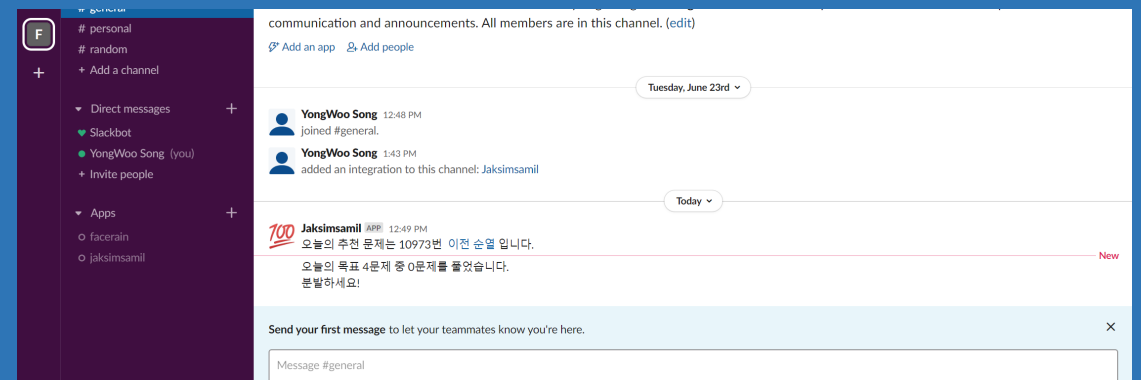 F
+
# general
# personal
# random
+ Add a channel
Direct messages +
Slackbot
YongWoo Song (you)
+ Invite people
Apps +
facerain
jaksimsamil
communication and announcements. All members are in this channel. (edit)
Add an app Add people
Tuesday, June 23rd
YongWoo Song 12:48 PM
joined #general.
YongWoo Song 1:43 PM
added an integration to this channel: Jaksimsamil
Today
100
Jaksimsamil APP 12:49 PM
오늘의 추천 문제는 10973번 이전 순열 입니다.
New
오늘의 목표 4문제 중 0문제를 풀었습니다.
분발하세요!
Send your first message to let your teammates know you're here.
Message #general